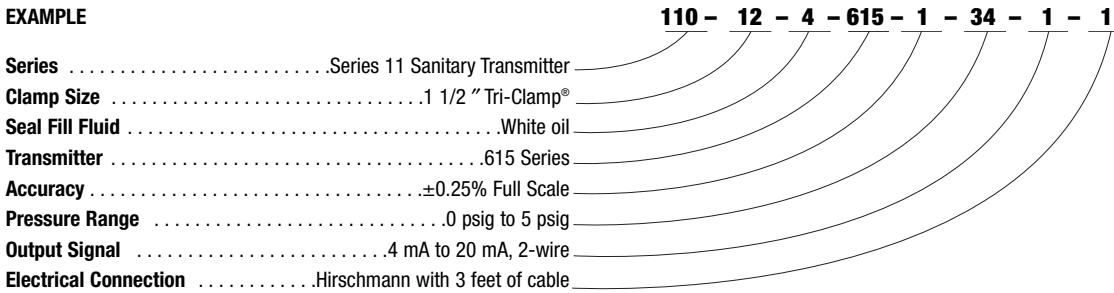 EXAMPLE 110 – 12 – 4 – 615 – 1 – 34 – 1 – 1
Series . . . . . . . . . . . . . . . . . . . . . . . . . . .Series 11 Sanitary Transmitter
Clamp Size . . . . . . . . . . . . . . . . . . . . . . . . . . . . . . . .1 1/2 ″ Tri-Clamp®
Seal Fill Fluid . . . . . . . . . . . . . . . . . . . . . . . . . . . . . . . . . . . . . .White oil
Transmitter . . . . . . . . . . . . . . . . . . . . . . . . . . . . . . . . . . . . . .615 Series
Accuracy . . . . . . . . . . . . . . . . . . . . . . . . . . . . . . . . .±0.25% Full Scale
Pressure Range . . . . . . . . . . . . . . . . . . . . . . . . . . . . . .0 psig to 5 psig
Output Signal . . . . . . . . . . . . . . . . . . . . . . . . . .4 mA to 20 mA, 2-wire
Electrical Connection . . . . . . . . . . . .Hirschmann with 3 feet of cable